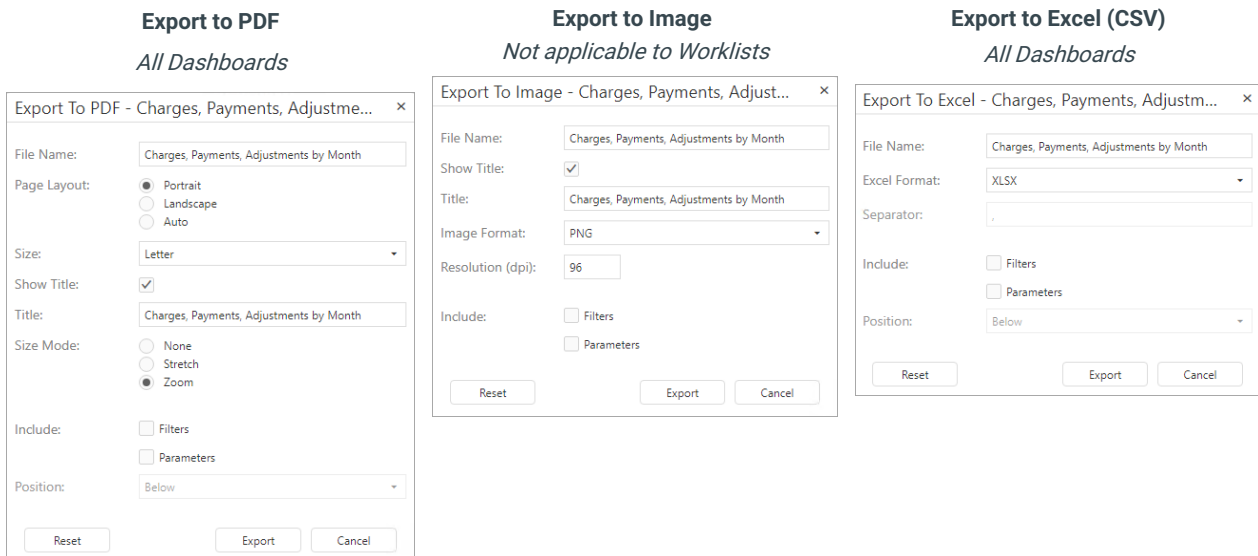 Export to PDF
All Dashboards
Export To PDF - Charges, Payments, Adjustme... ×
File Name: Charges, Payments, Adjustments by Month
Page Layout: Portrait
Landscape
Auto
Size: Letter
Show Title:
Title: Charges, Payments, Adjustments by Month
Size Mode: None
Stretch
Zoom
Include: Filters
Parameters
Position: Below
Reset Export Cancel
Export to Image
Not applicable to Worklists
Export To Image - Charges, Payments, Adjust... ×
File Name: Charges, Payments, Adjustments by Month
Show Title:
Title: Charges, Payments, Adjustments by Month
Image Format: PNG
Resolution (dpi): 96
Include: Filters
Parameters
Reset Export Cancel
Export to Excel (CSV)
All Dashboards
Export To Excel - Charges, Payments, Adjustm... ×
File Name: Charges, Payments, Adjustments by Month
Excel Format: XLSX
Separator: ,
Include: Filters
Parameters
Position: Below
Reset Export Cancel